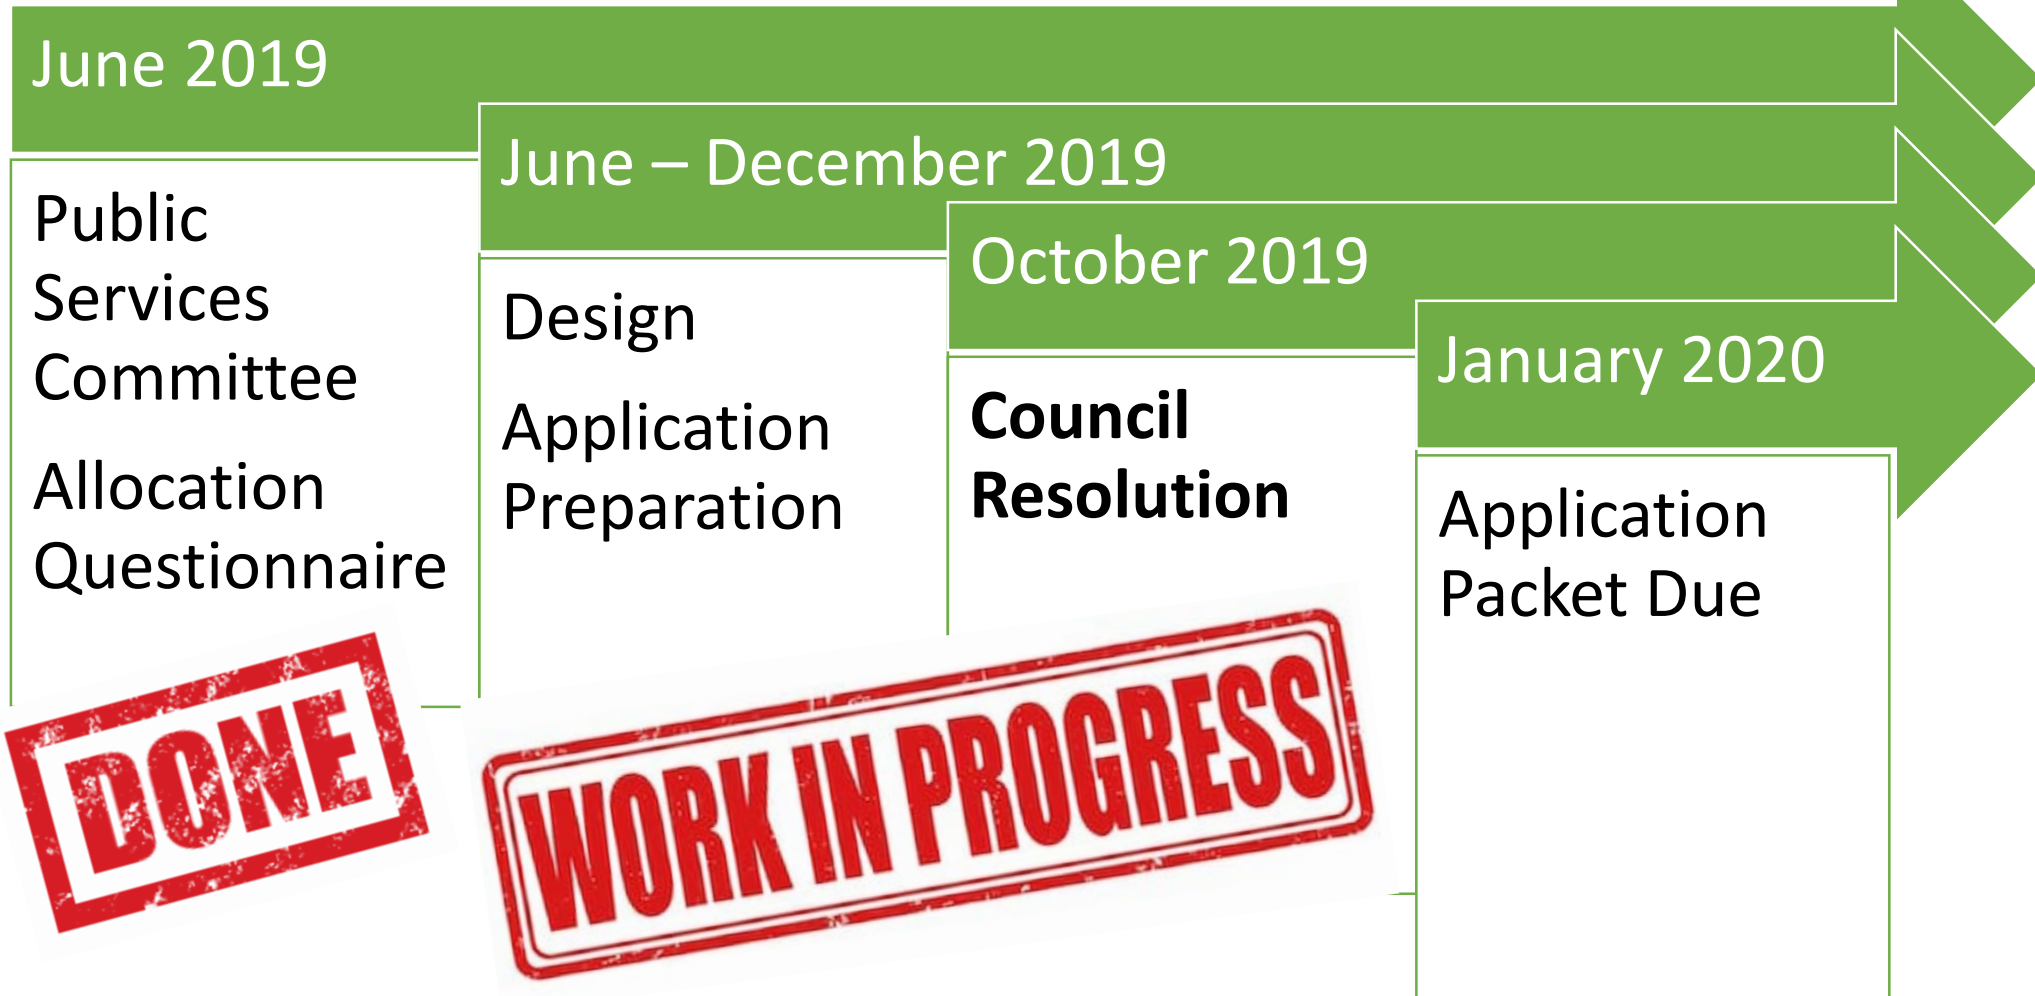 June 2019
Public
Services
Committee
Allocation
Questionnaire
DONE
June – December 2019
Design
Application
Preparation
October 2019
Council
Resolution
WORK IN PROGRESS
January 2020
Application
Packet Due